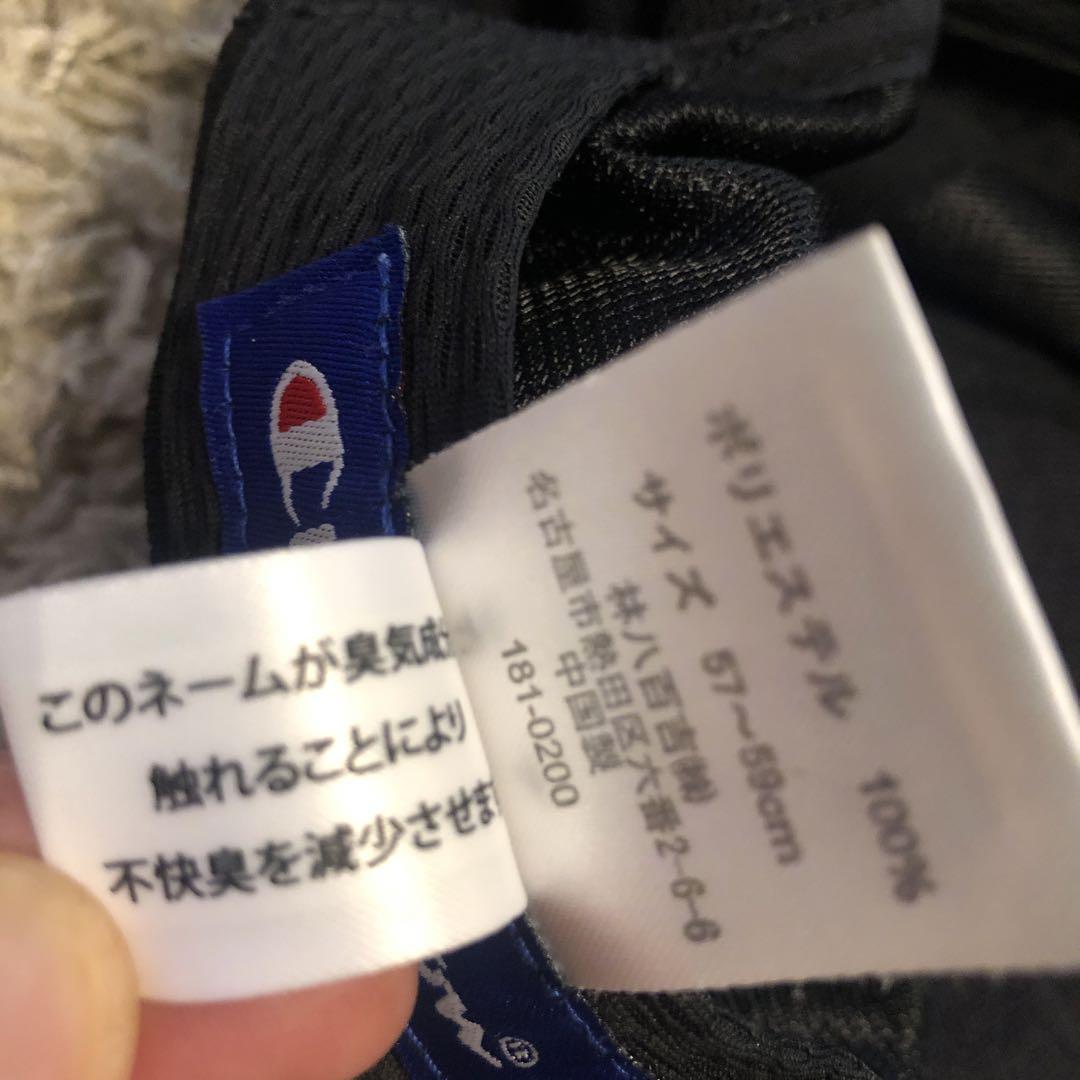 このネームが臭気成
触れることにより
不快臭を減少させま
ポリエステル 100%
サイズ 57〜59cm
八百吉㈱
名古屋市熱田区六番2-6-6
中国製
181-0200